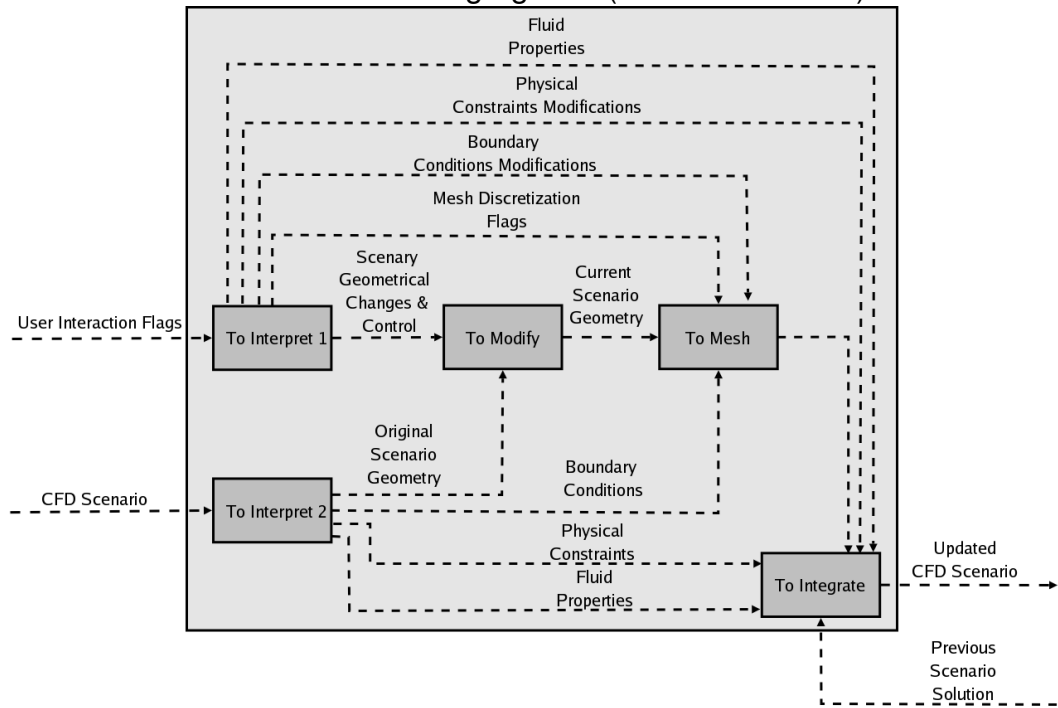 Fluid
Properties
Physical
Constraints Modifications
Boundary
Conditions Modifications
Mesh Discretization
Flags
Scenary
Geometrical
Changes &
Control
Current
Scenario
Geometry
User Interaction Flags
To Interpret 1
To Modify
To Mesh
Original
Scenario
Geometry
Boundary
Conditions
CFD Scenario
To Interpret 2
Physical
Constraints
Fluid
Properties
To Integrate
Updated
CFD Scenario
Previous
Scenario
Solution